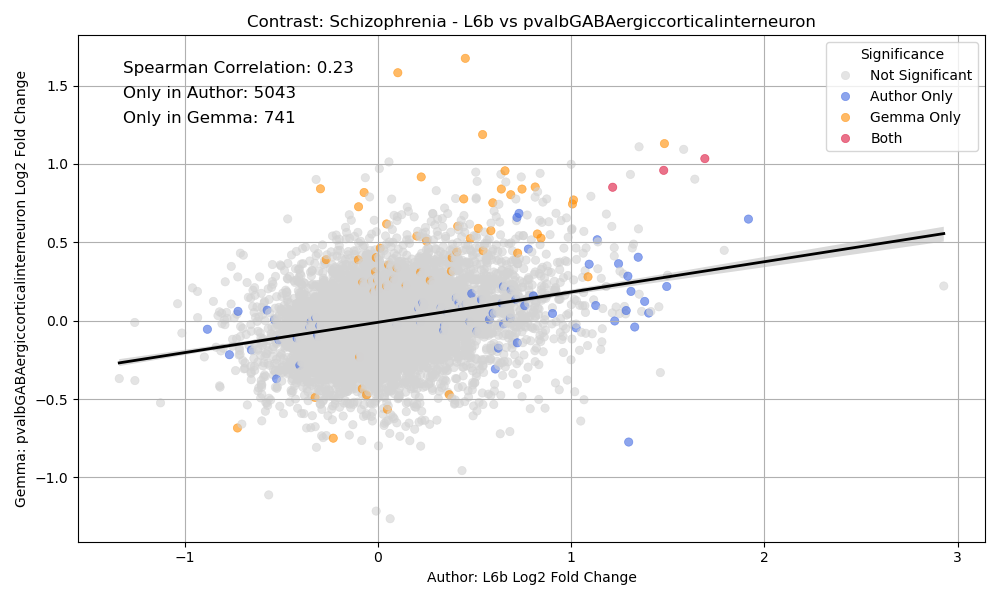 Contrast: Schizophrenia - L6b vs pvalbGABAergiccorticalinterneuron
Spearman Correlation: 0.23
Only in Author: 5043
Only in Gemma: 741
Significance
Not Significant
Author Only
Gemma Only
Both
Gemma: pvalbGABAergiccorticalinterneuron Log2 Fold Change
1.5
1.0
0.5
0.0
−0.5
−1.0
−1
0
1
2
3
Author: L6b Log2 Fold Change